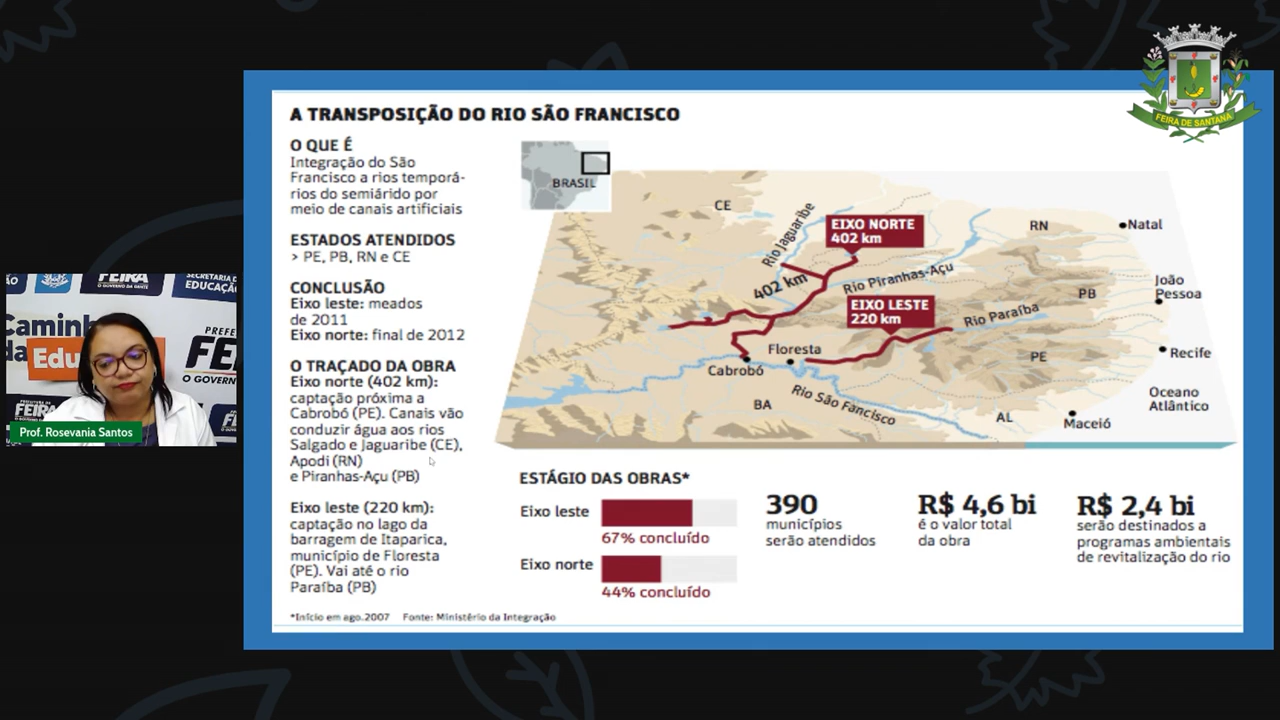 FEIRA DE SANTANA
A TRANSPOSIÇÃO DO RIO SÃO FRANCISCO
O QUE É
Integração do São
Francisco a rios temporá-
rios do semiárido por
meio de canais artificiais
ESTADOS ATENDIDOS
> PE, PB, RN e CE
CONCLUSÃO
Eixo leste: meados
de 2011
Eixo norte: final de 2012
O TRAÇADO DA OBRA
Eixo norte (402 km):
captação próxima a
Cabrobó (PE). Canais vão
conduzir água aos rios
Salgado e Jaguaribe (CE),
Apodi (RN)
e Piranhas-Açu (PB)
Eixo leste (220 km):
captação no lago da
barragem de Itaparica,
município de Floresta
(PE). Vai até o rio
Paraíba (PB)
*Início em ago.2007 Fonte: Ministério da Integração
BRASIL
CE
Rio Jaguaribe
EIXO NORTE
402 km
RN
Natal
402 km
Rio Piranhas-Açu
EIXO LESTE
220 km
Rio Paraíba
PB
João
Pessoa
Floresta
Cabrobó
PE
Recife
BA
Rio São Fancisco
AL
Maceió
Oceano
Atlântico
ESTÁGIO DAS OBRAS*
Eixo leste
67% concluído
Eixo norte
44% concluído
390
municípios
serão atendidos
R$ 4,6 bi
é o valor total
da obra
R$ 2,4 bi
serão destinados a
programas ambientais
de revitalização do rio
FEIRA
O GOVERNO DA GENTE
SECRETARIA D
EDUCAÇÃO
Caminh
da Edu
PREFE
FE
O GOVERN
Prof. Rosevania Santos